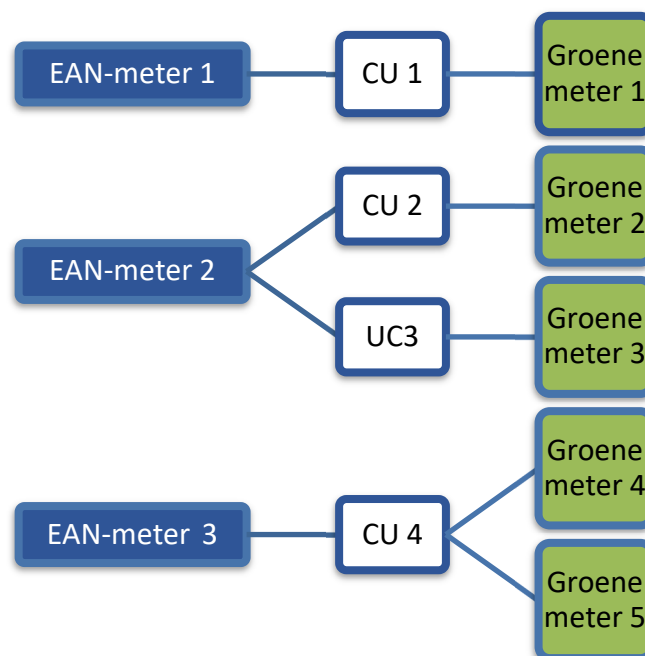 EAN-meter 1
CU 1
Groene
meter 1
EAN-meter 2
CU 2
Groene
meter 2
UC3
Groene
meter 3
EAN-meter 3
CU 4
Groene
meter 4
Groene
meter 5